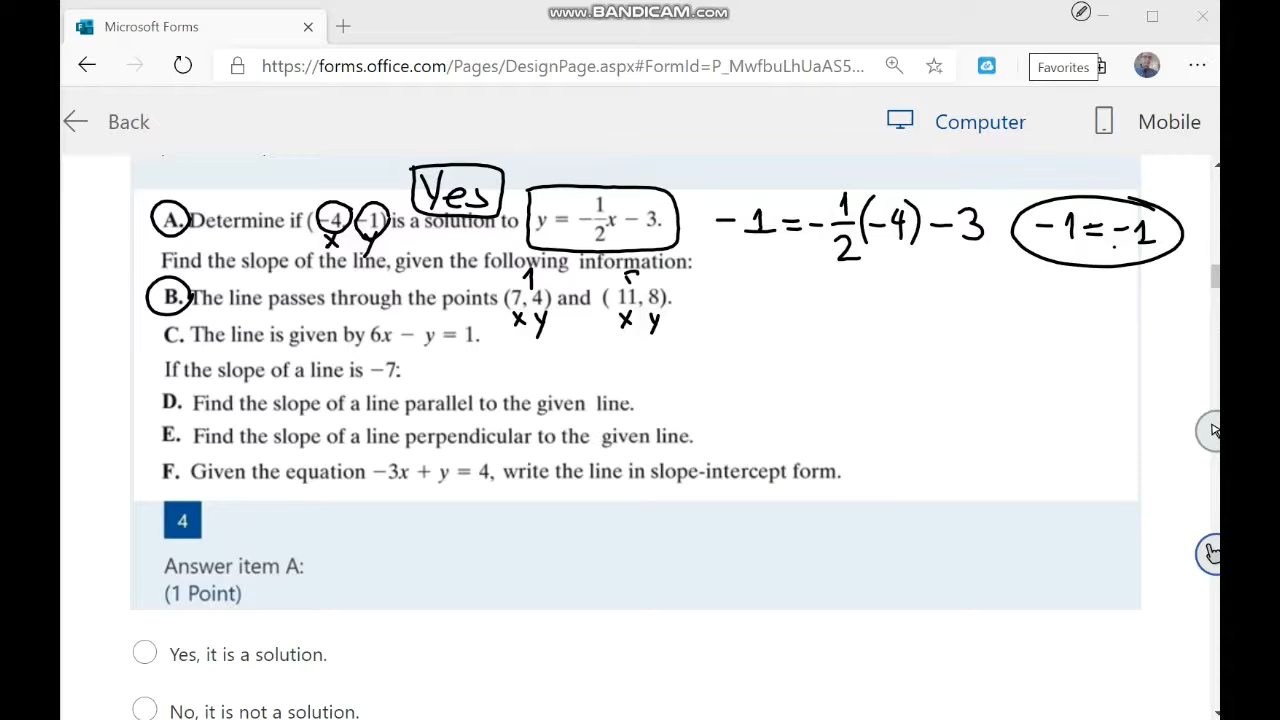 www.BANDICAM.com
Microsoft Forms
https://forms.office.com/Pages/DesignPage.aspx#FormId=P_MwfbuLhUaAS5...
Favorites
Back
Computer
Mobile
Yes
A. Determine if (−4, −1) is a solution to y = −1/2x − 3. -1 = -1/2(-4) - 3 -1 = -1
x y
Find the slope of the line, given the following information:
1
B. The line passes through the points (7, 4) and ( 11, 8).
x y x y
C. The line is given by 6x − y = 1.
If the slope of a line is −7:
D. Find the slope of a line parallel to the given line.
E. Find the slope of a line perpendicular to the given line.
F. Given the equation −3x + y = 4, write the line in slope-intercept form.
4
Answer item A:
(1 Point)
Yes, it is a solution.
No, it is not a solution.